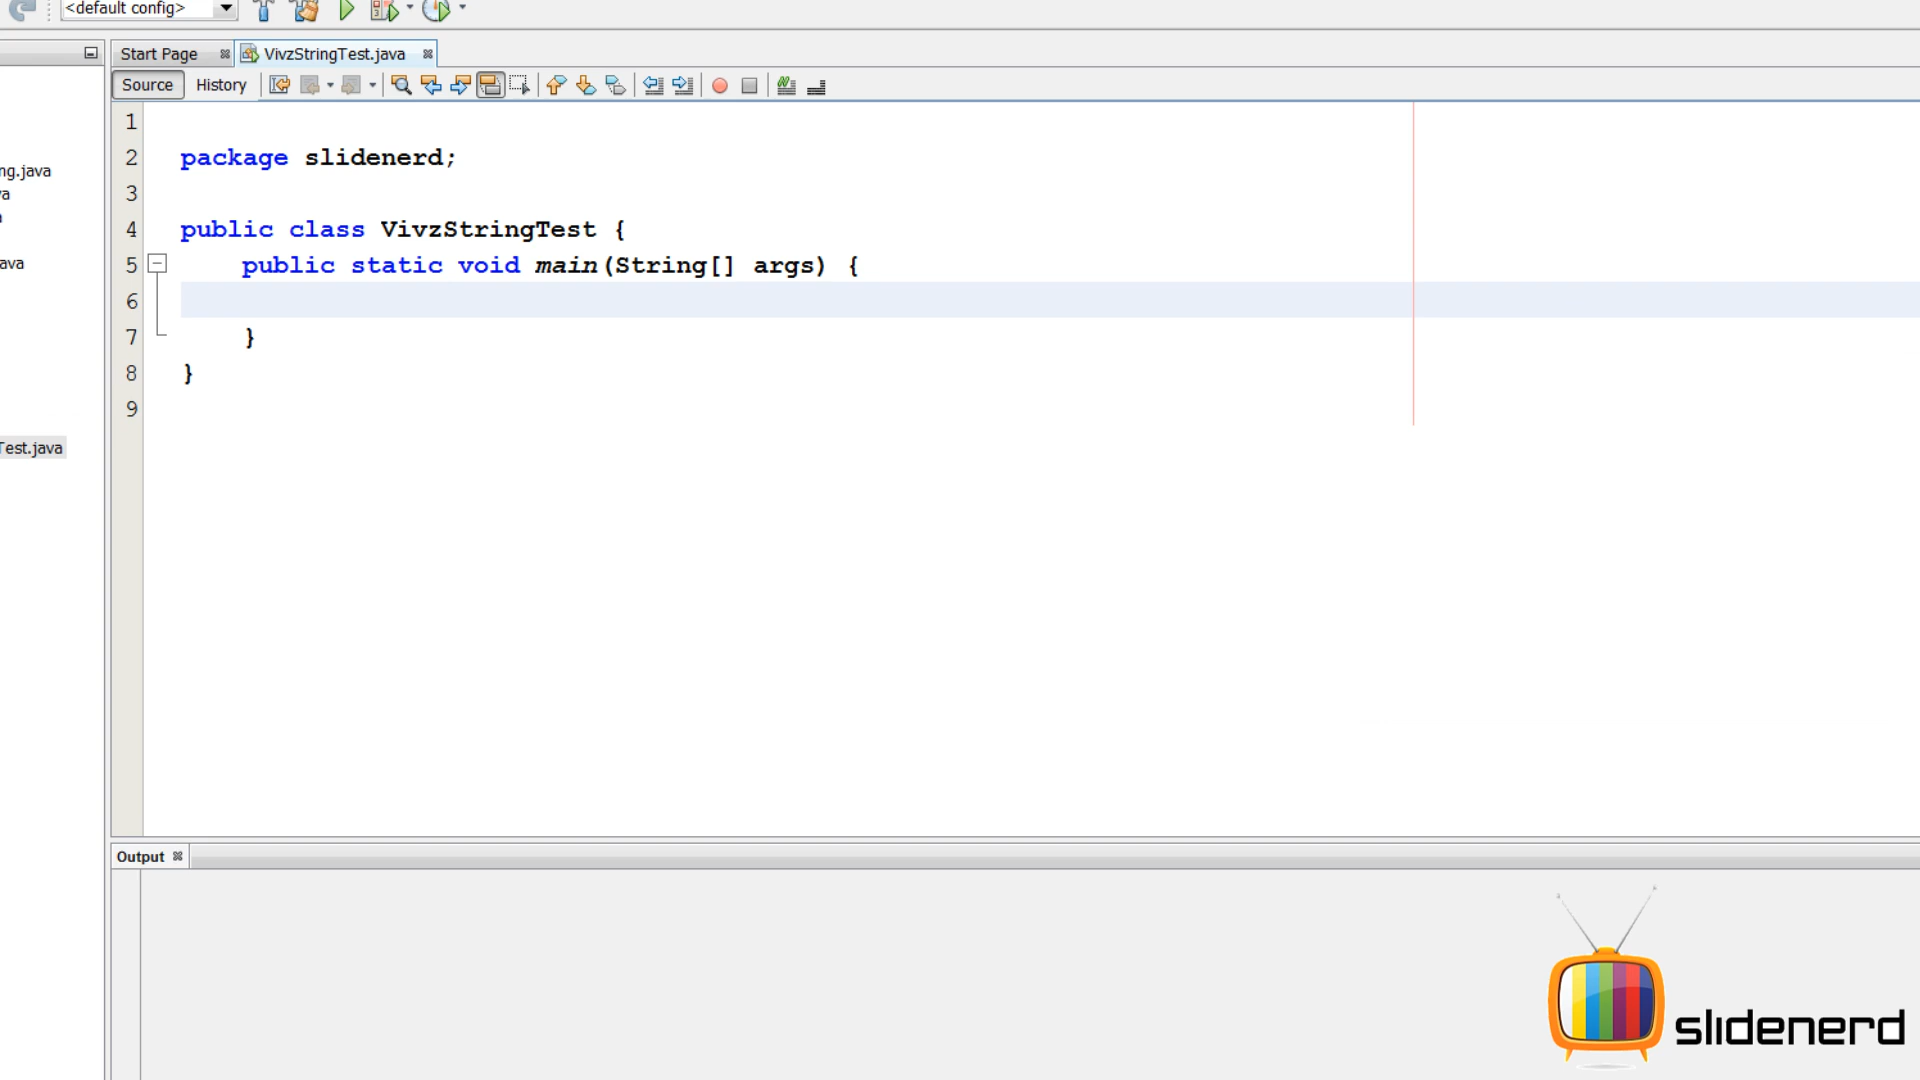 <default config>
Start Page
VivzStringTest.java
Source
History
ng.java
va
ava
Test.java
1
2 package slidenerd;
3
4 public class VivzStringTest {
5 public static void main(String[] args) {
6
7 }
8 }
9
Output
slidenerd